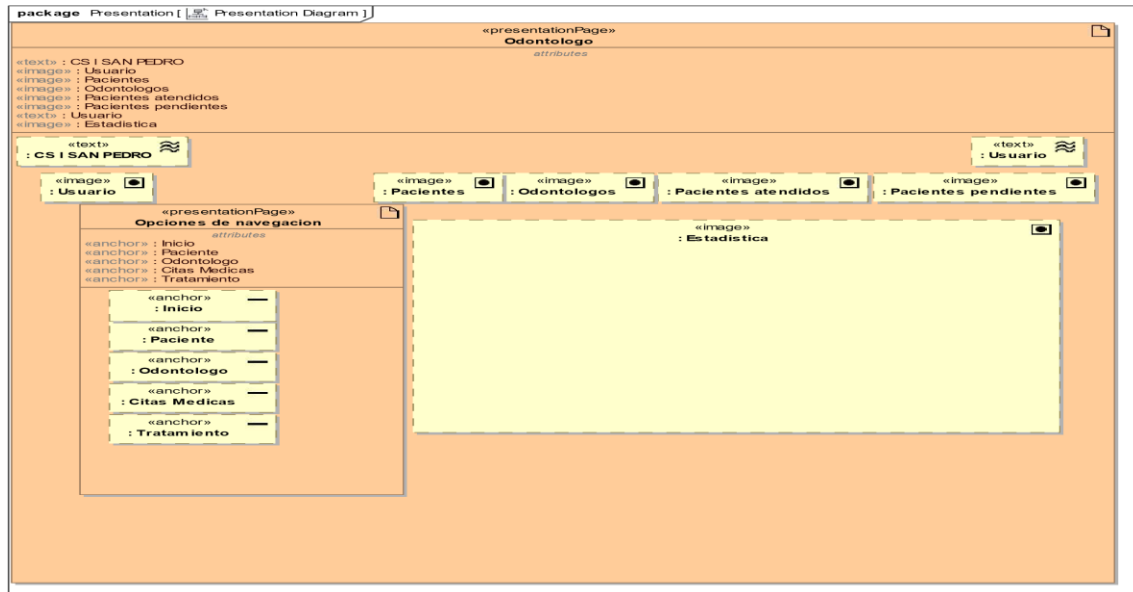 package Presentation [ Presentation Diagram ]
«presentationPage»
Odontologo
attributes
«text» : CS I SAN PEDRO
«image» : Usuario
«image» : Pacientes
«image» : Odontologos
«image» : Pacientes atendidos
«image» : Pacientes pendientes
«text» : Usuario
«image» : Estadistica
«text»
: CS I SAN PEDRO
«text»
: Usuario
«image»
: Usuario
«image»
: Pacientes
«image»
: Odontologos
«image»
: Pacientes atendidos
«image»
: Pacientes pendientes
«presentationPage»
Opciones de navegacion
attributes
«anchor» : Inicio
«anchor» : Paciente
«anchor» : Odontologo
«anchor» : Citas Medicas
«anchor» : Tratamiento
«anchor»
: Inicio
«anchor»
: Paciente
«anchor»
: Odontologo
«anchor»
: Citas Medicas
«anchor»
: Tratamiento
«image»
: Estadistica